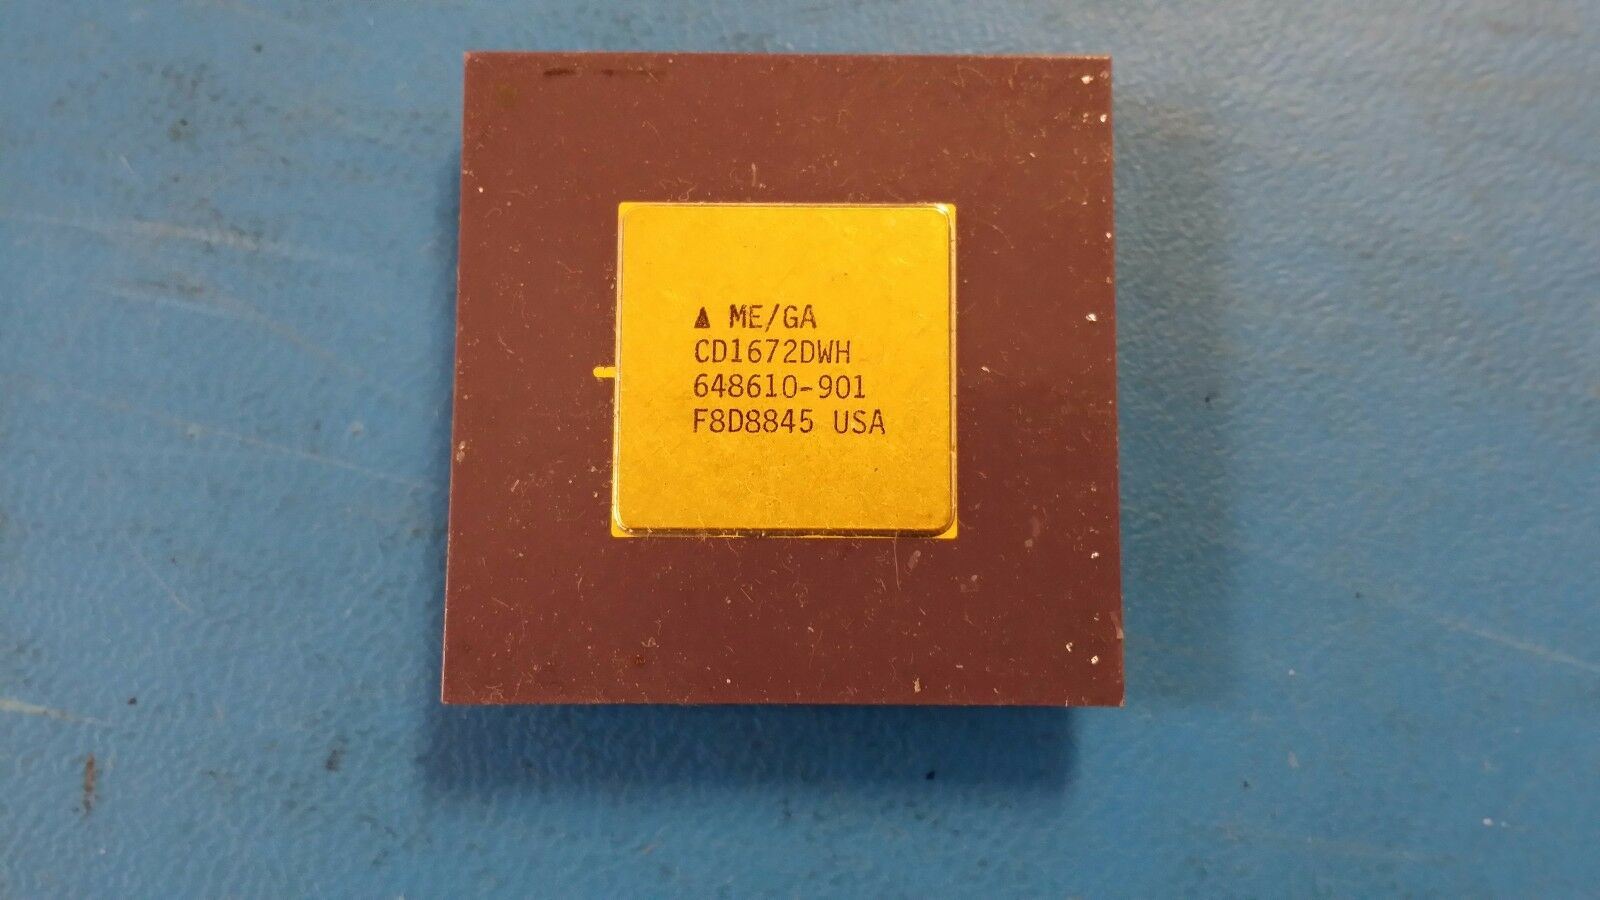 ▲ ME/GA
CD1672DWH
648610-901
F8D8845 USA